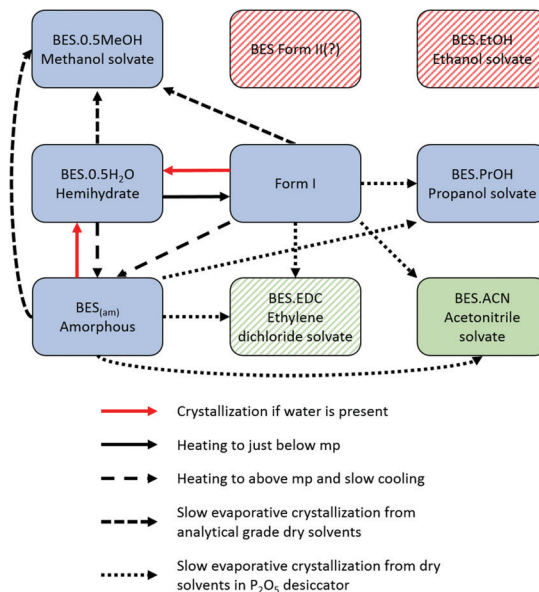 BES.0.5MeOH
Methanol solvate
BES Form II(?)
BES.EtOH
Ethanol solvate
BES.0.5H₂O
Hemihydrate
Form I
BES.PrOH
Propanol solvate
BES(am)
Amorphous
BES.EDC
Ethylene
dichloride solvate
BES.ACN
Acetonitrile
solvate
Crystallization if water is present
Heating to just below mp
Heating to above mp and slow cooling
Slow evaporative crystallization from
analytical grade dry solvents
Slow evaporative crystallization from dry
solvents in P₂O₅ desiccator